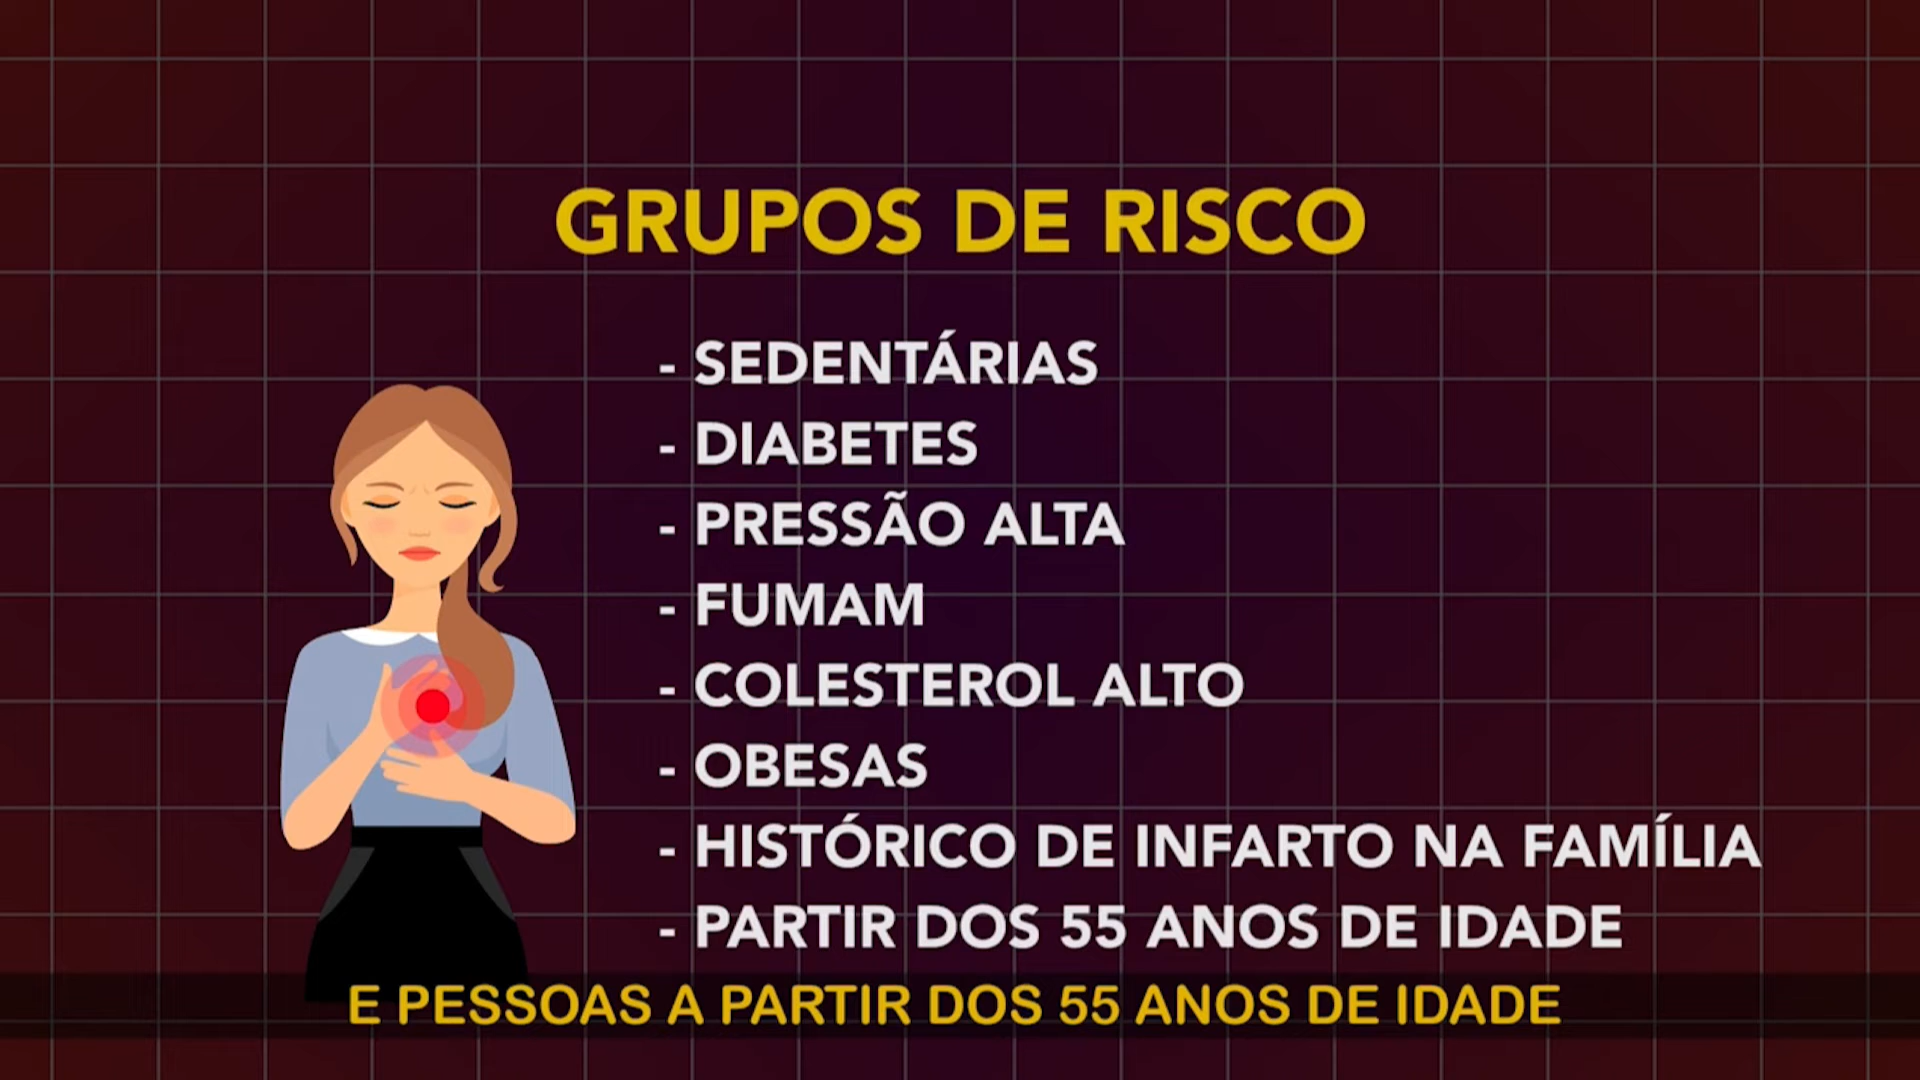 GRUPOS DE RISCO
- SEDENTÁRIAS
- DIABETES
- PRESSÃO ALTA
- FUMAM
- COLESTEROL ALTO
- OBESAS
- HISTÓRICO DE INFARTO NA FAMÍLIA
- PARTIR DOS 55 ANOS DE IDADE
E PESSOAS A PARTIR DOS 55 ANOS DE IDADE